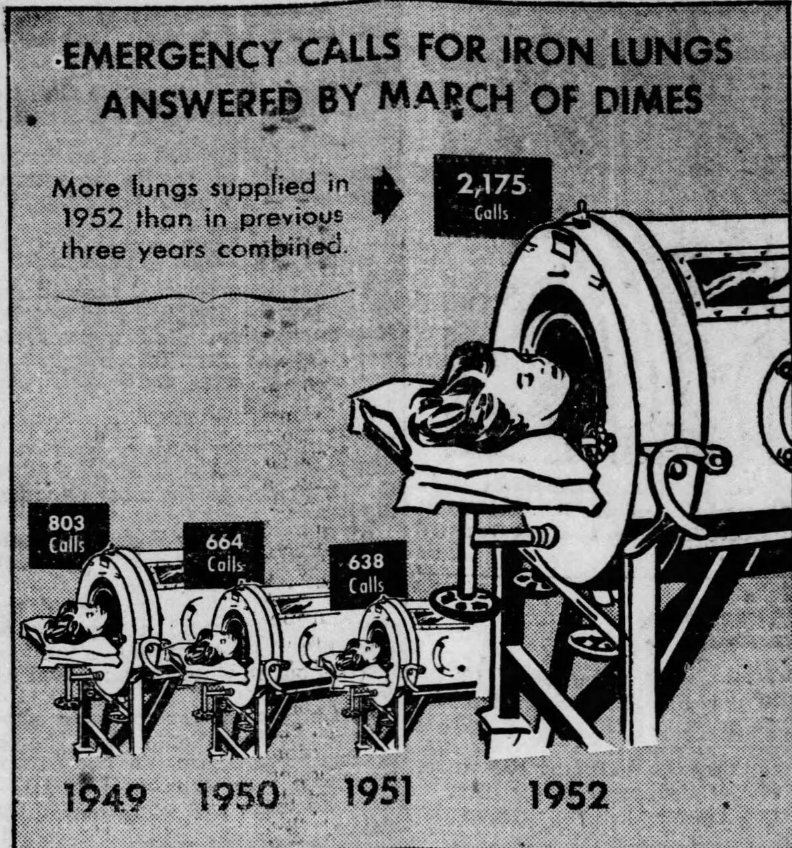 EMERGENCY CALLS FOR IRON LUNGS
ANSWERED BY MARCH OF DIMES
More lungs supplied in
1952 than in previous
three years combined.
2,175
Calls
803
Calls
664
Calls
638
Calls
1949 1950 1951 1952